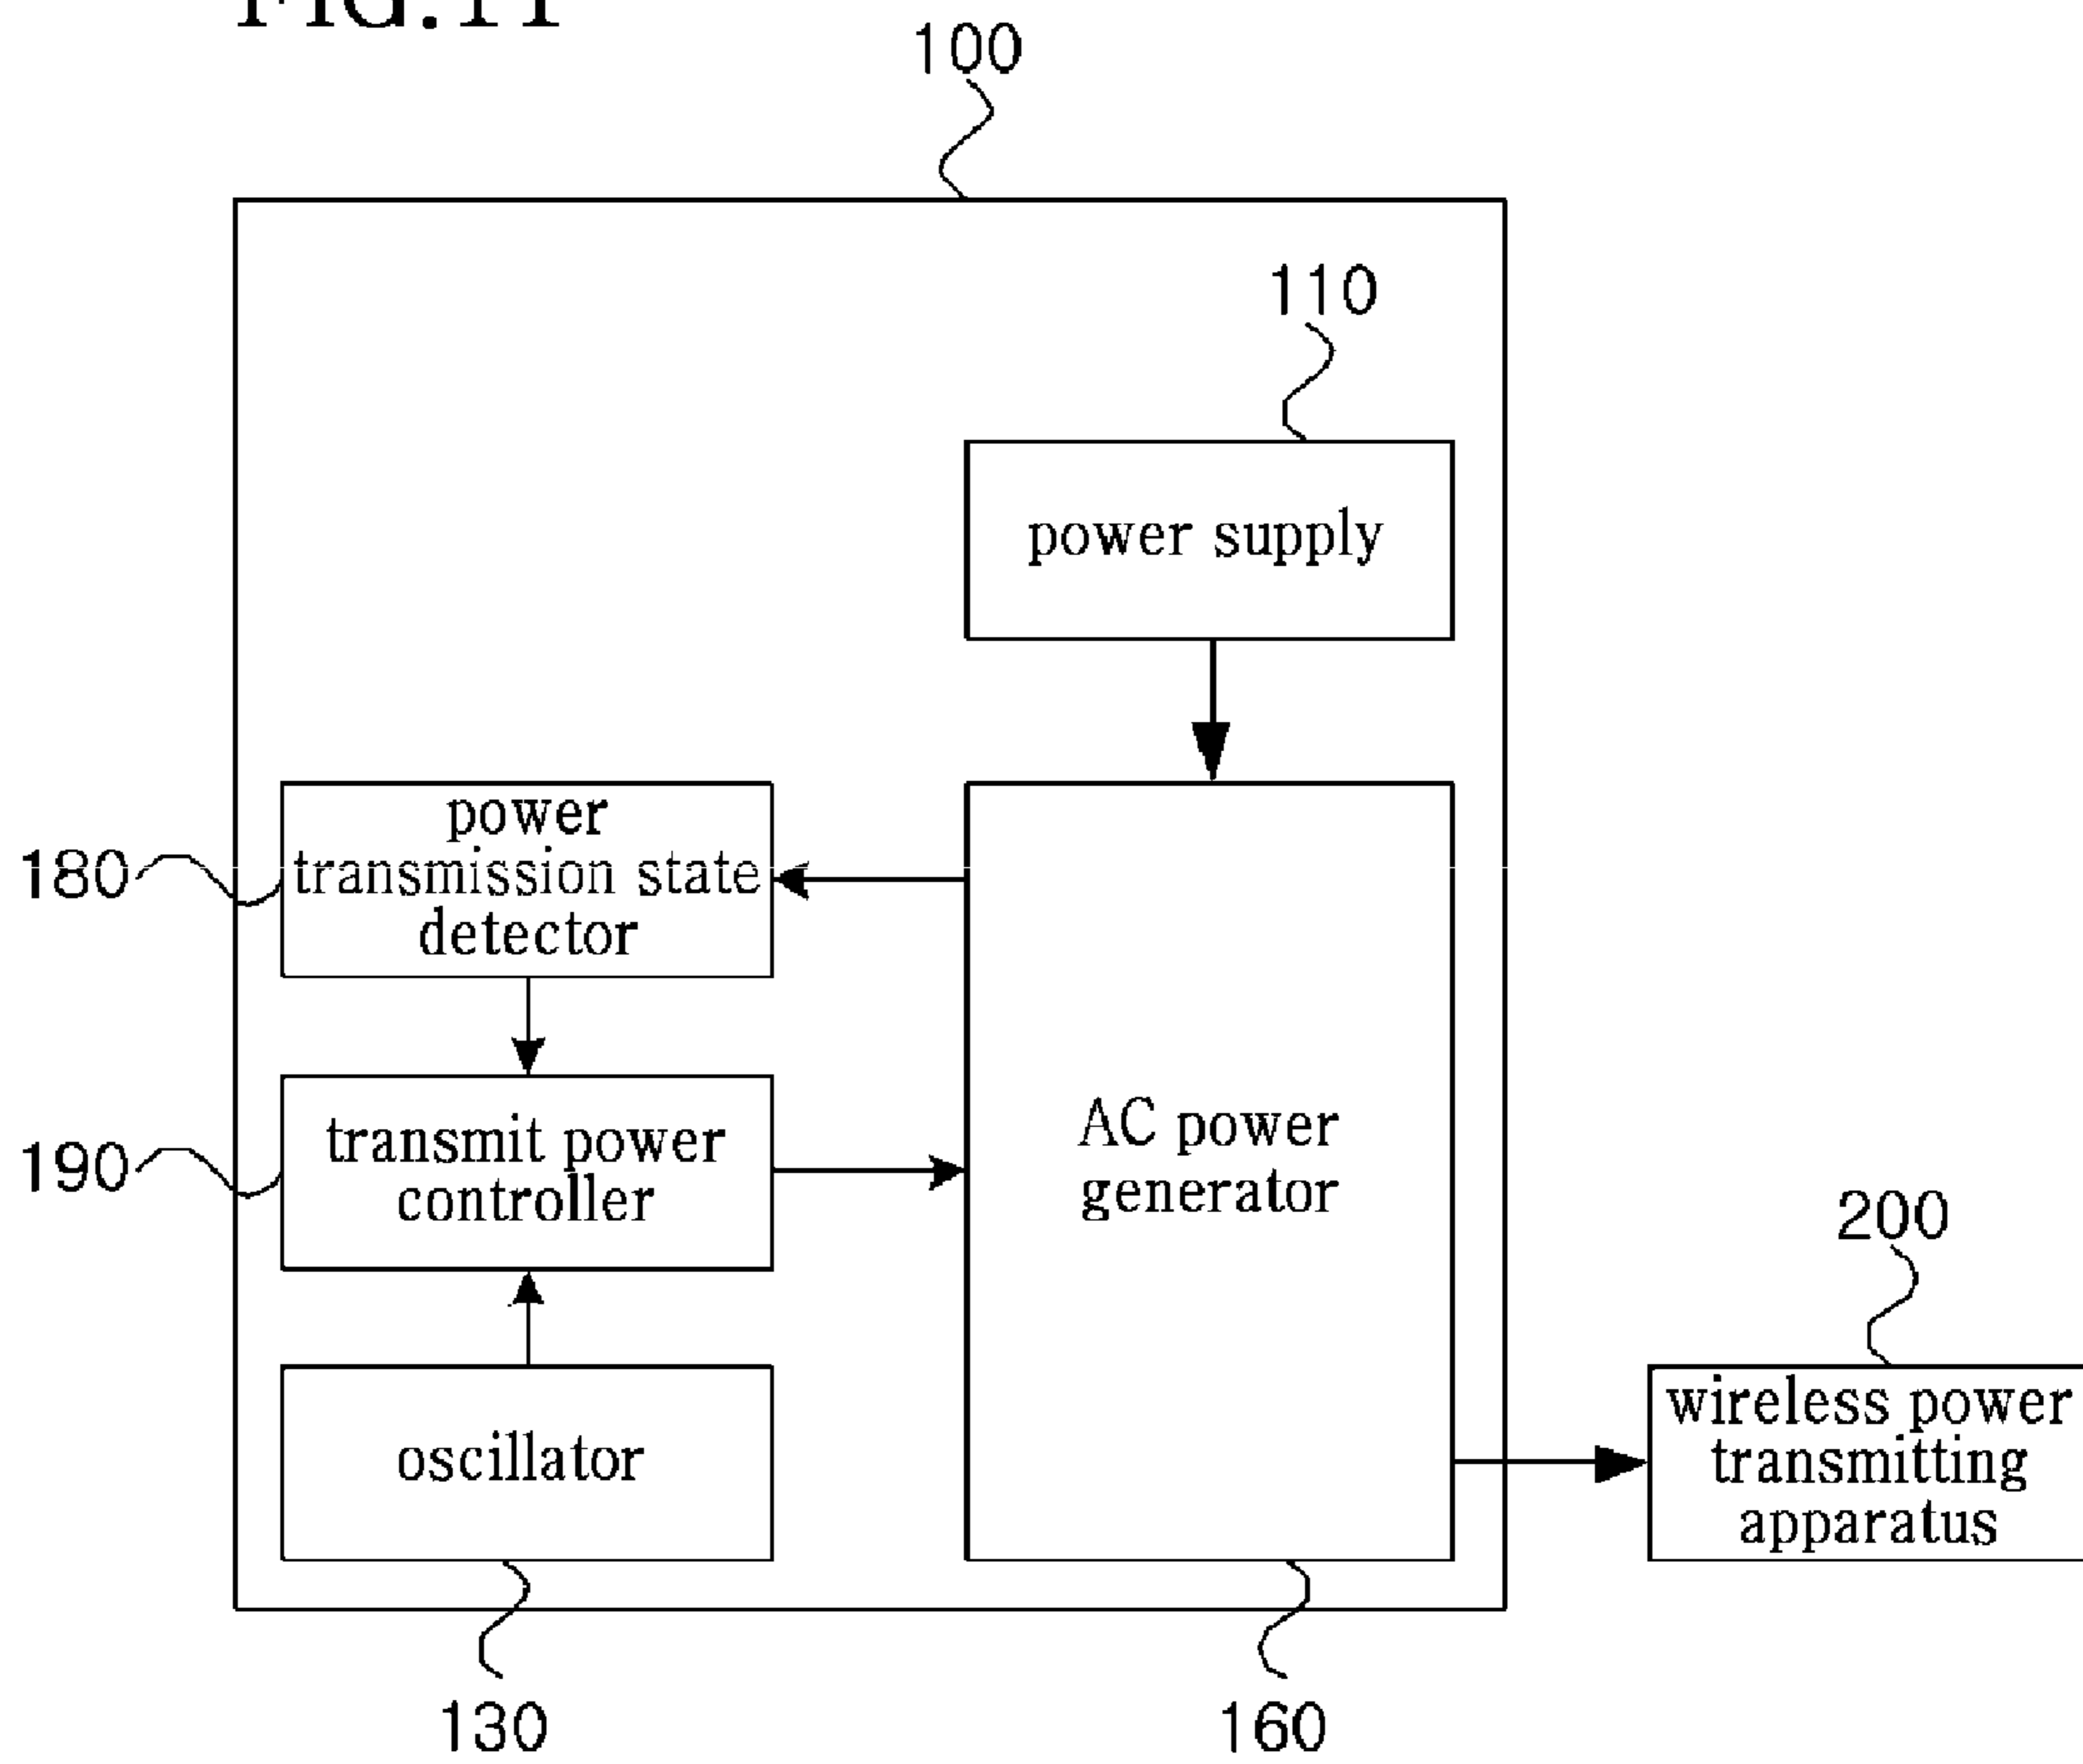 FIG.11
100
110
power supply
180
power
transmission state
detector
190
transmit power
controller
AC power
generator
200
oscillator
wireless power
transmitting
apparatus
130
160